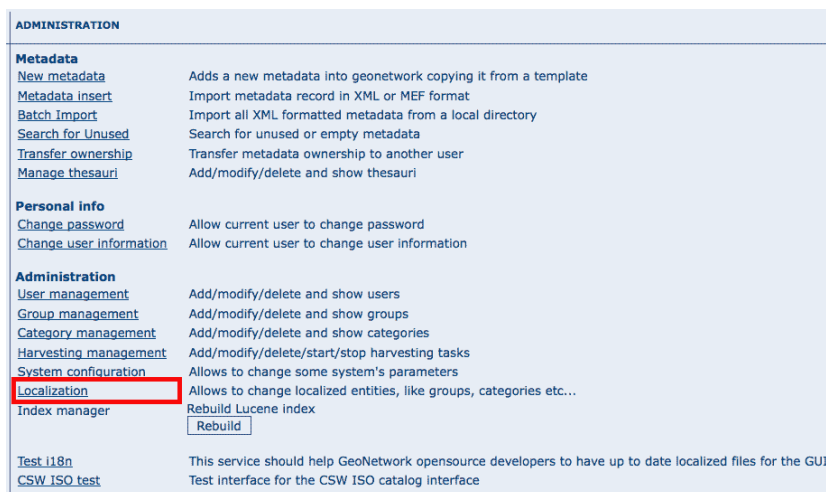 ADMINISTRATION
Metadata
New metadata Adds a new metadata into geonetwork copying it from a template
Metadata insert Import metadata record in XML or MEF format
Batch Import Import all XML formatted metadata from a local directory
Search for Unused Search for unused or empty metadata
Transfer ownership Transfer metadata ownership to another user
Manage thesauri Add/modify/delete and show thesauri
Personal info
Change password Allow current user to change password
Change user information Allow current user to change user information
Administration
User management Add/modify/delete and show users
Group management Add/modify/delete and show groups
Category management Add/modify/delete and show categories
Harvesting management Add/modify/delete/start/stop harvesting tasks
System configuration Allows to change some system's parameters
Localization Allows to change localized entities, like groups, categories etc...
Index manager Rebuild Lucene index
Rebuild
Test i18n This service should help GeoNetwork opensource developers to have up to date localized files for the GUI
CSW ISO test Test interface for the CSW ISO catalog interface